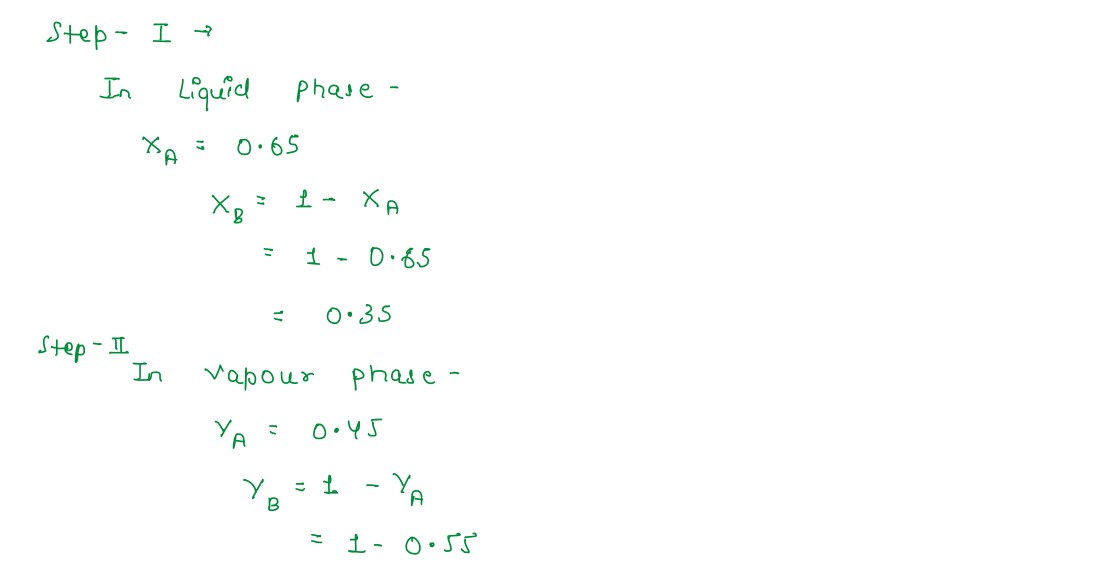 Step - I →
In Liquid phase -
X_A = 0.65
X_B = 1 - X_A
= 1 - 0.65
= 0.35
Step - II
In vapour phase -
Y_A = 0.45
Y_B = 1 - Y_A
= 1 - 0.55